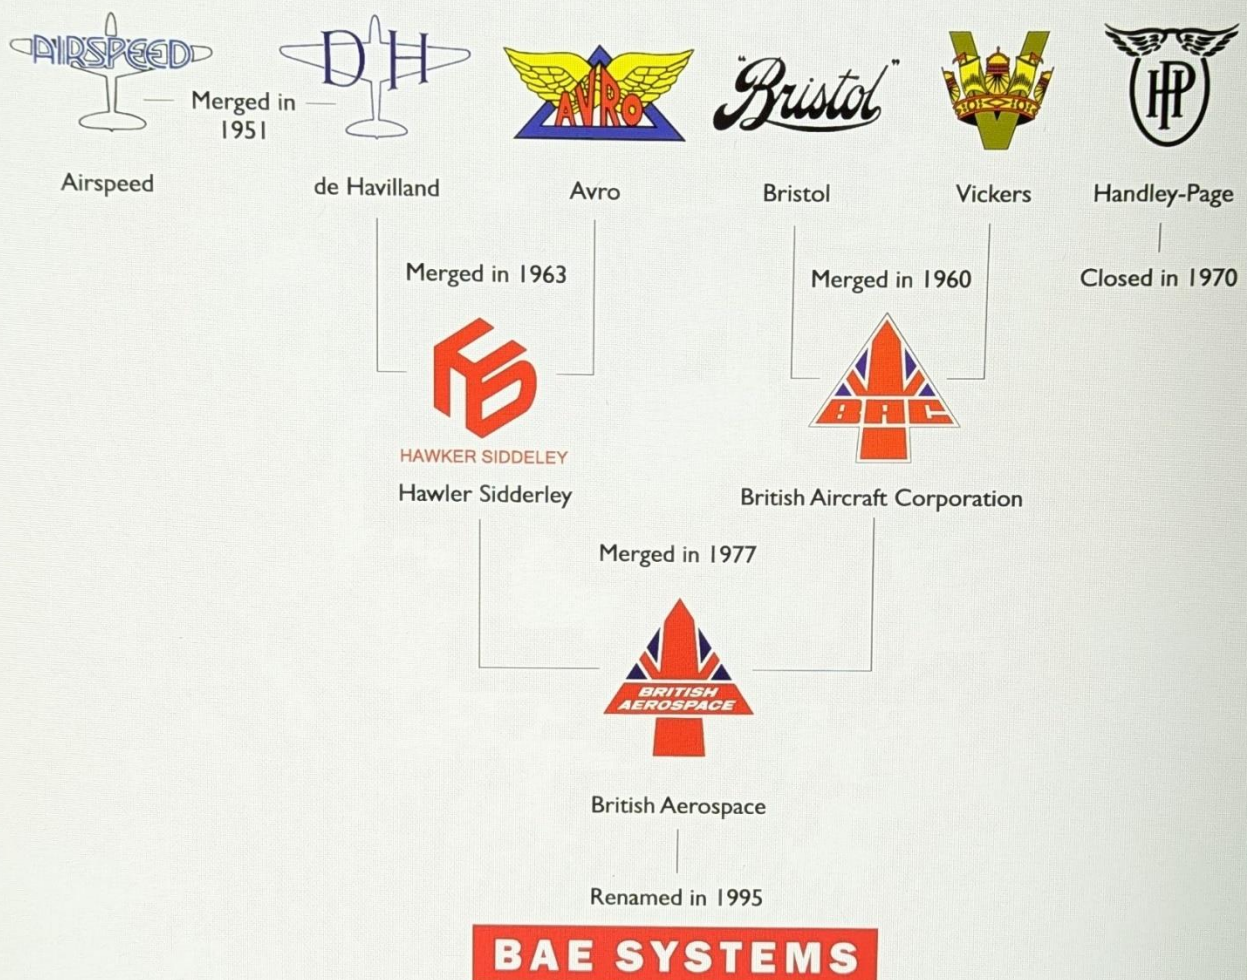 AIRSPEED
DH
AVRO
"Bristol"
V
HP
Merged in
1951
Airspeed
de Havilland
Avro
Bristol
Vickers
Handley-Page
Merged in 1963
Merged in 1960
Closed in 1970
HS
BAC
HAWKER SIDDELEY
Hawler Sidderley
British Aircraft Corporation
Merged in 1977
BRITISH
AEROSPACE
British Aerospace
Renamed in 1995
BAE SYSTEMS